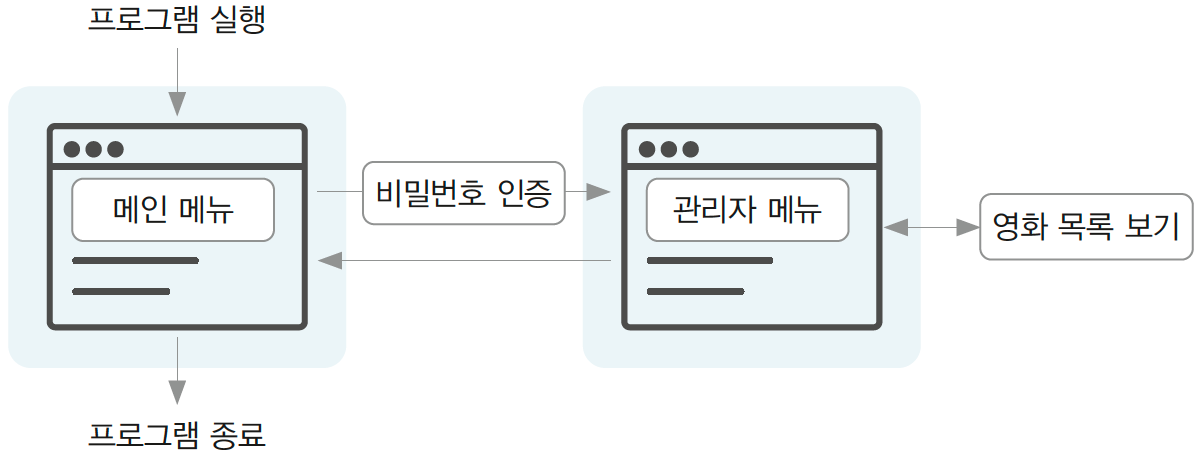 프로그램 실행
메인 메뉴
비밀번호 인증
관리자 메뉴
영화 목록 보기
프로그램 종료